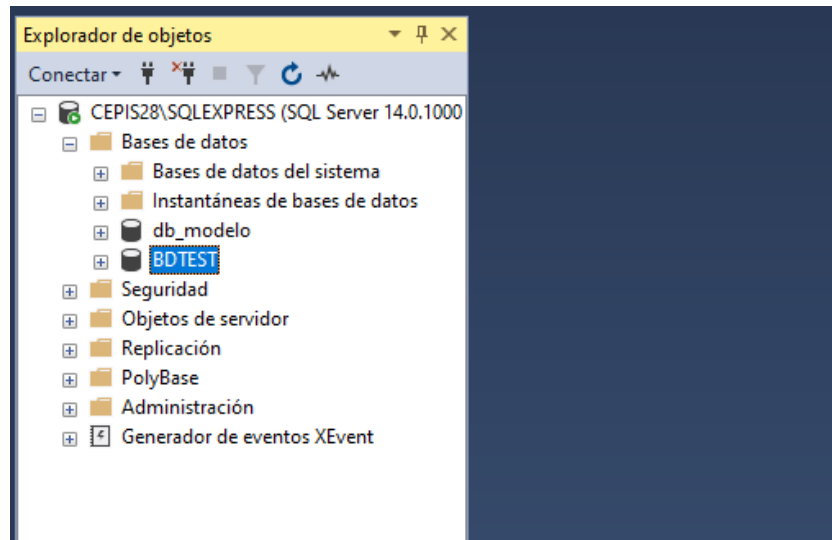 Explorador de objetos
Conectar
CEPIS28\SQLEXPRESS (SQL Server 14.0.1000
Bases de datos
Bases de datos del sistema
Instantáneas de bases de datos
db_modelo
BDTEST
Seguridad
Objetos de servidor
Replicación
PolyBase
Administración
Generador de eventos XEvent